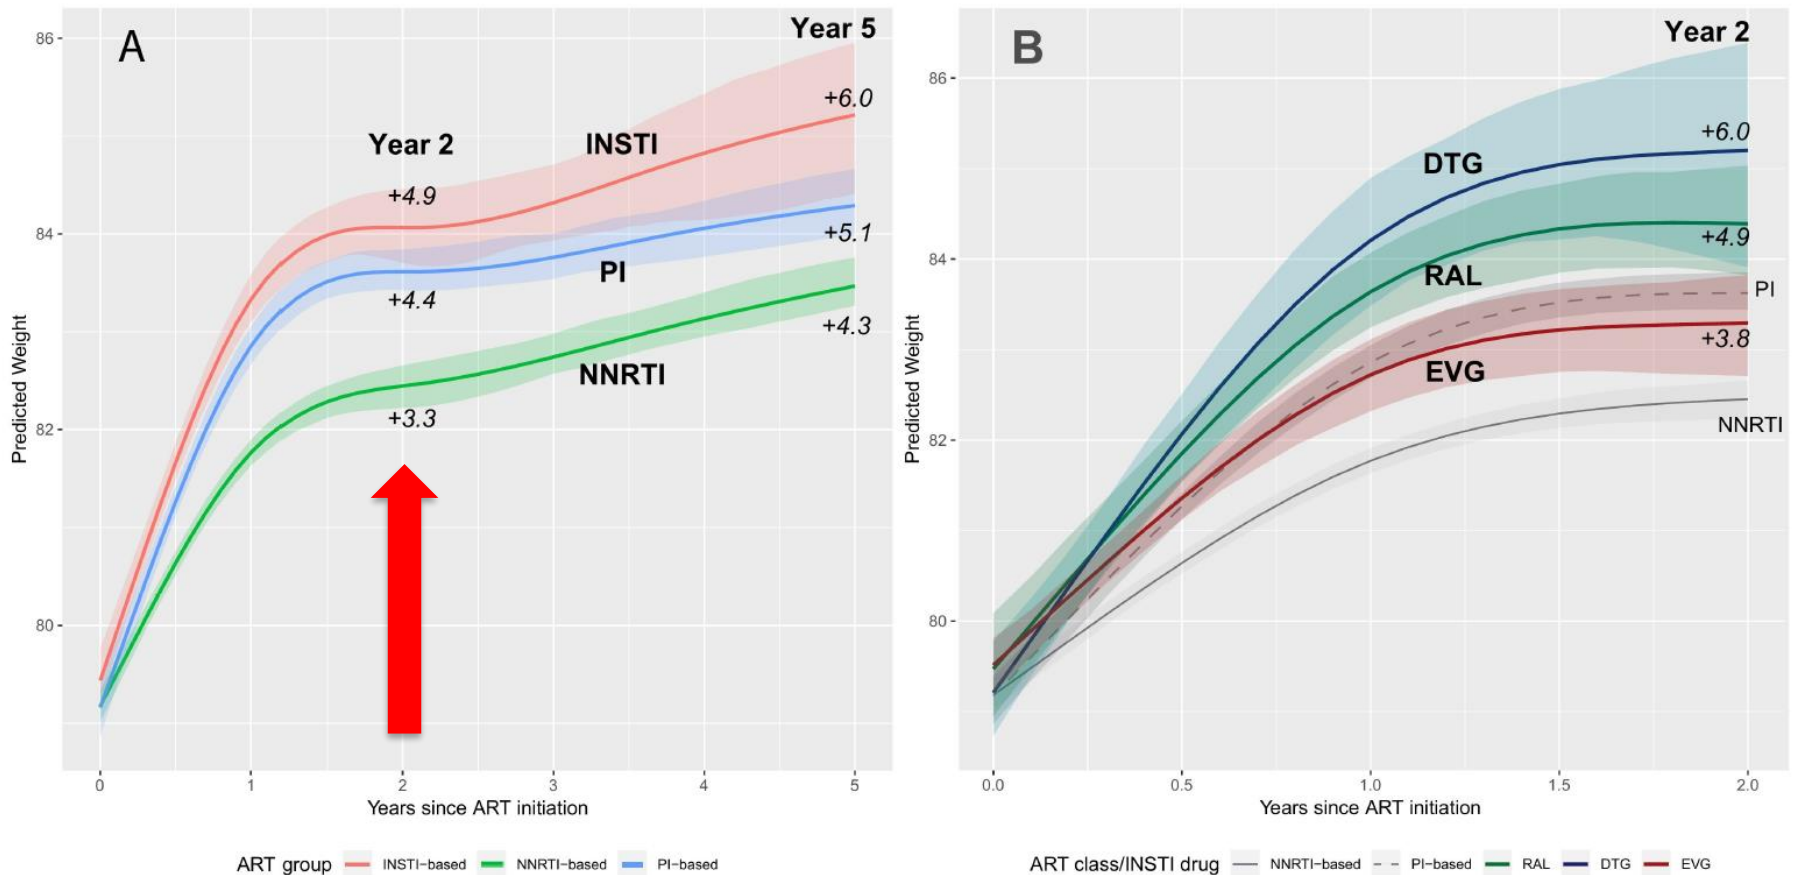 A
Year 5
86
+6.0
Year 2
INSTI
+4.9
84
+5.1
PI
+4.4
+4.3
NNRTI
82
+3.3
80
Predicted Weight
0 1 2 3 4 5
Years since ART initiation
ART group INSTI-based NNRTI-based PI-based
B
Year 2
86
+6.0
DTG
+4.9
RAL
84
PI
+3.8
EVG
NNRTI
82
80
Predicted Weight
0.0 0.5 1.0 1.5 2.0
Years since ART initiation
ART class/INSTI drug NNRTI-based PI-based RAL DTG EVG